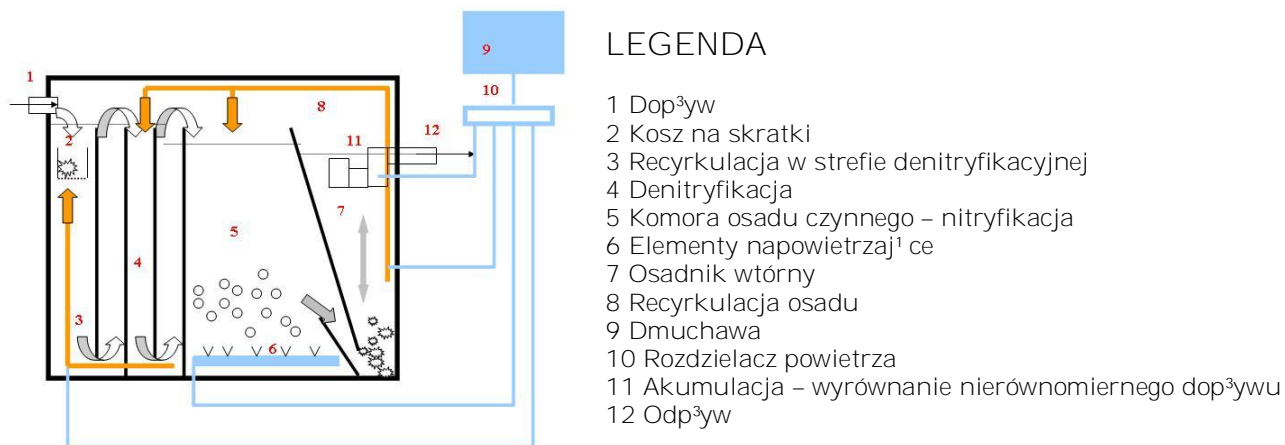 LEGENDA
1 Dop³yw
2 Kosz na skratki
3 Recyrkulacja w strefie denitryfikacyjnej
4 Denitryfikacja
5 Komora osadu czynnego – nitryfikacja
6 Elementy napowietrzaj¹ ce
7 Osadnik wtórny
8 Recyrkulacja osadu
9 Dmuchawa
10 Rozdzielacz powietrza
11 Akumulacja – wyrównanie nierównomiernego dop³ywu
12 Odp³yw
9
1
10
8
12
2
11
7
5
4
3
6